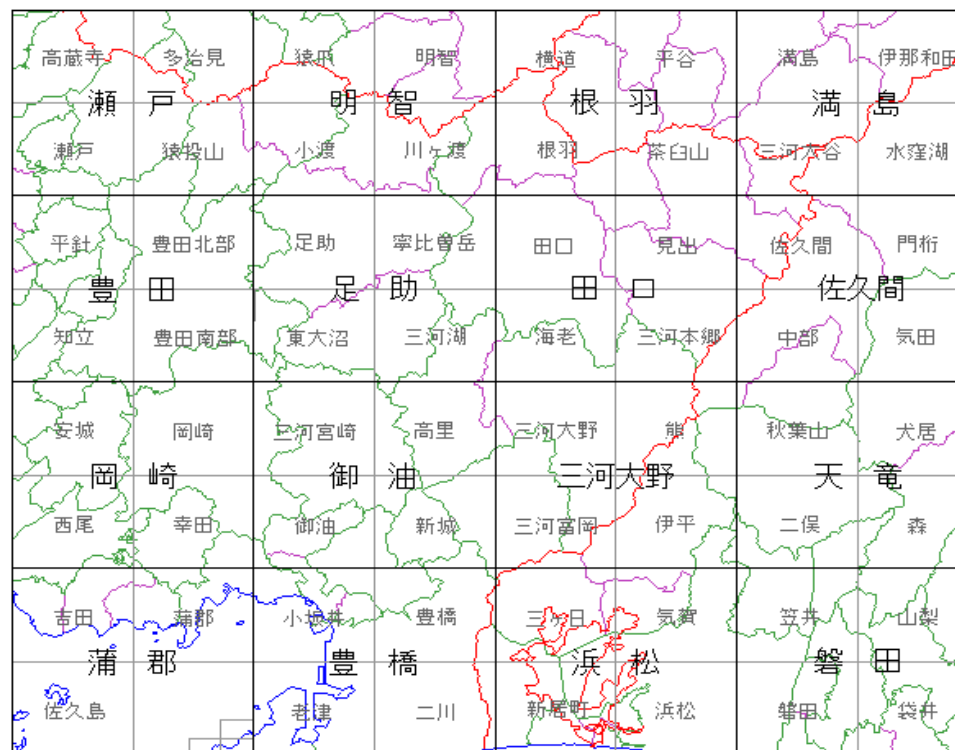 高蔵寺 多治見 猿爪 明智 横道 平谷 満島 伊那和田
瀬戸 明智 根羽 満島
瀬戸 猿投山 小渡 川ヶ渡 根羽 茶臼山 三河大谷 水窪湖
平針 豊田北部 足助 寧比曽岳 田口 見出 佐久間 門桁
豊田 足助 田口 佐久間
知立 豊田南部 東大沼 三河湖 海老 三河本郷 中部 気田
安城 岡崎 三河宮崎 高里 三河大野 熊 秋葉山 犬居
岡崎 御油 三河大野 天竜
西尾 幸田 御油 新城 三河富岡 伊平 二俣 森
吉田 蒲郡 小坂井 豊橋 三ヶ日 気賀 笠井 山梨
蒲郡 豊橋 浜松 磐田
佐久島 老津 二川 新居町 浜松 磐田 袋井